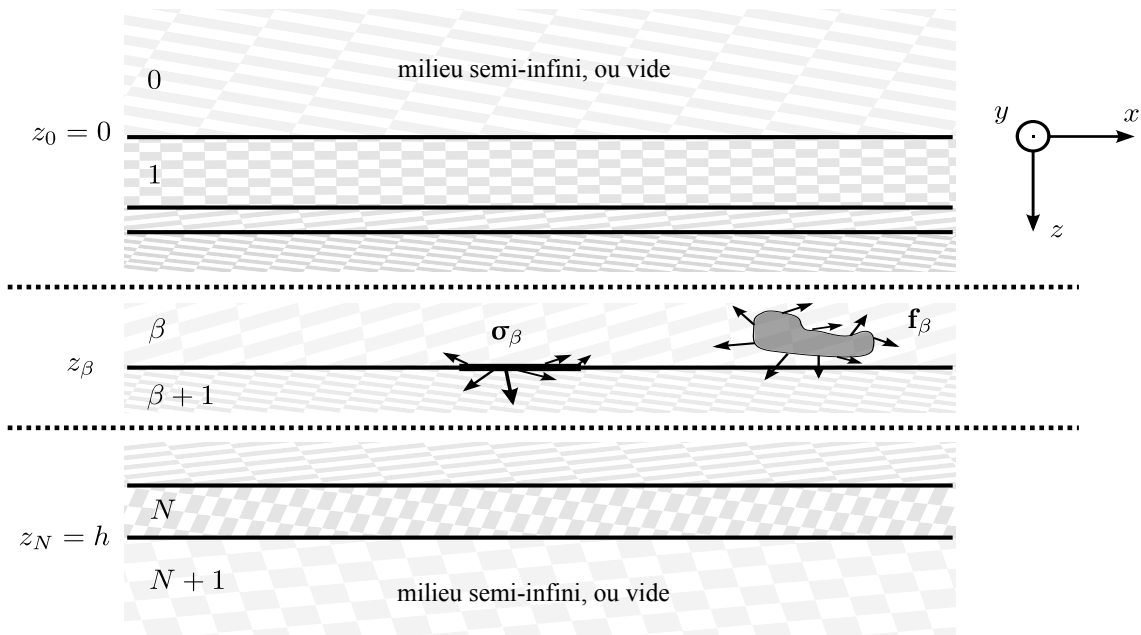 milieu semi-infini, ou vide
0
z₀ = 0
y
x
1
z
β
σ_β
f_β
z_β
β + 1
N
z_N = h
N + 1
milieu semi-infini, ou vide